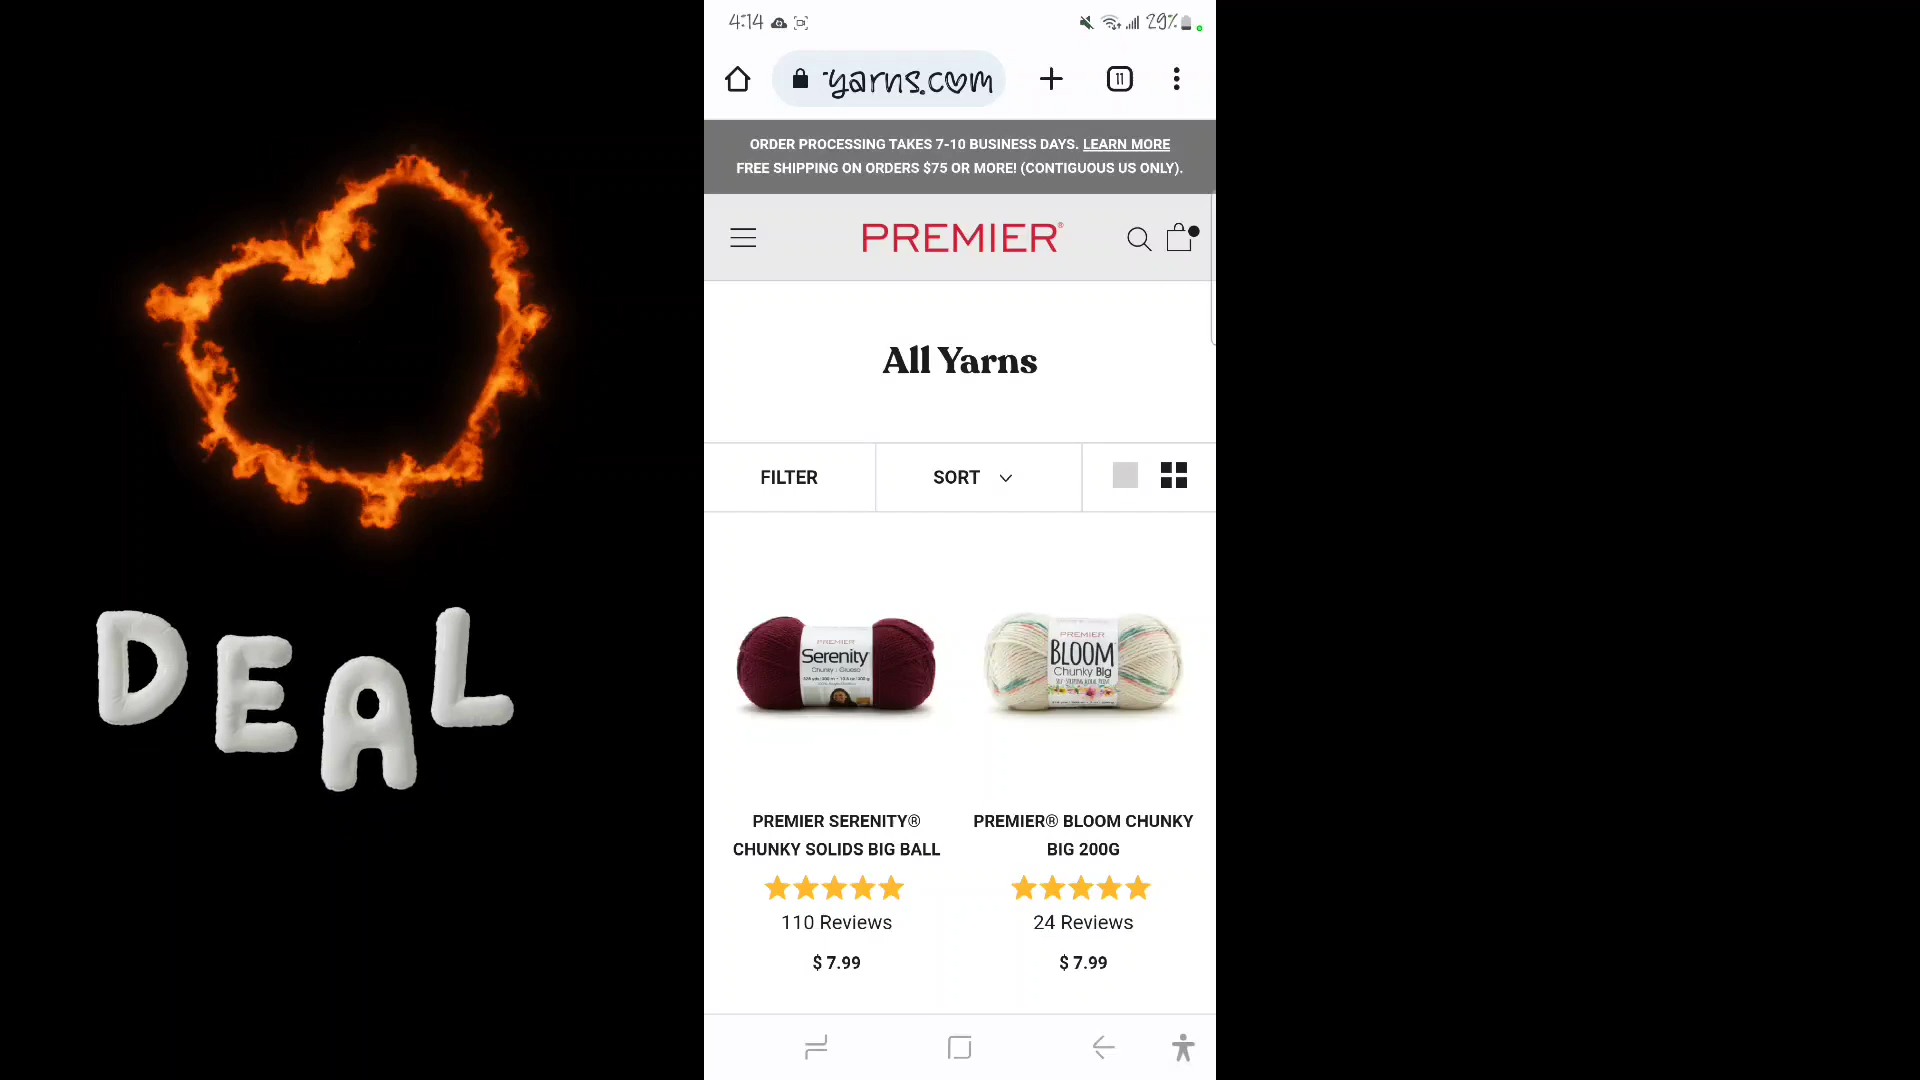 4:14
29%
yarns.com
11
ORDER PROCESSING TAKES 7-10 BUSINESS DAYS. LEARN MORE
FREE SHIPPING ON ORDERS $75 OR MORE! (CONTIGUOUS US ONLY).
PREMIER®
All Yarns
FILTER
SORT
PREMIER
Serenity
Chunky
PREMIER
BLOOM
Chunky Big
PREMIER SERENITY®
CHUNKY SOLIDS BIG BALL
110 Reviews
$ 7.99
PREMIER® BLOOM CHUNKY
BIG 200G
24 Reviews
$ 7.99
DEAL